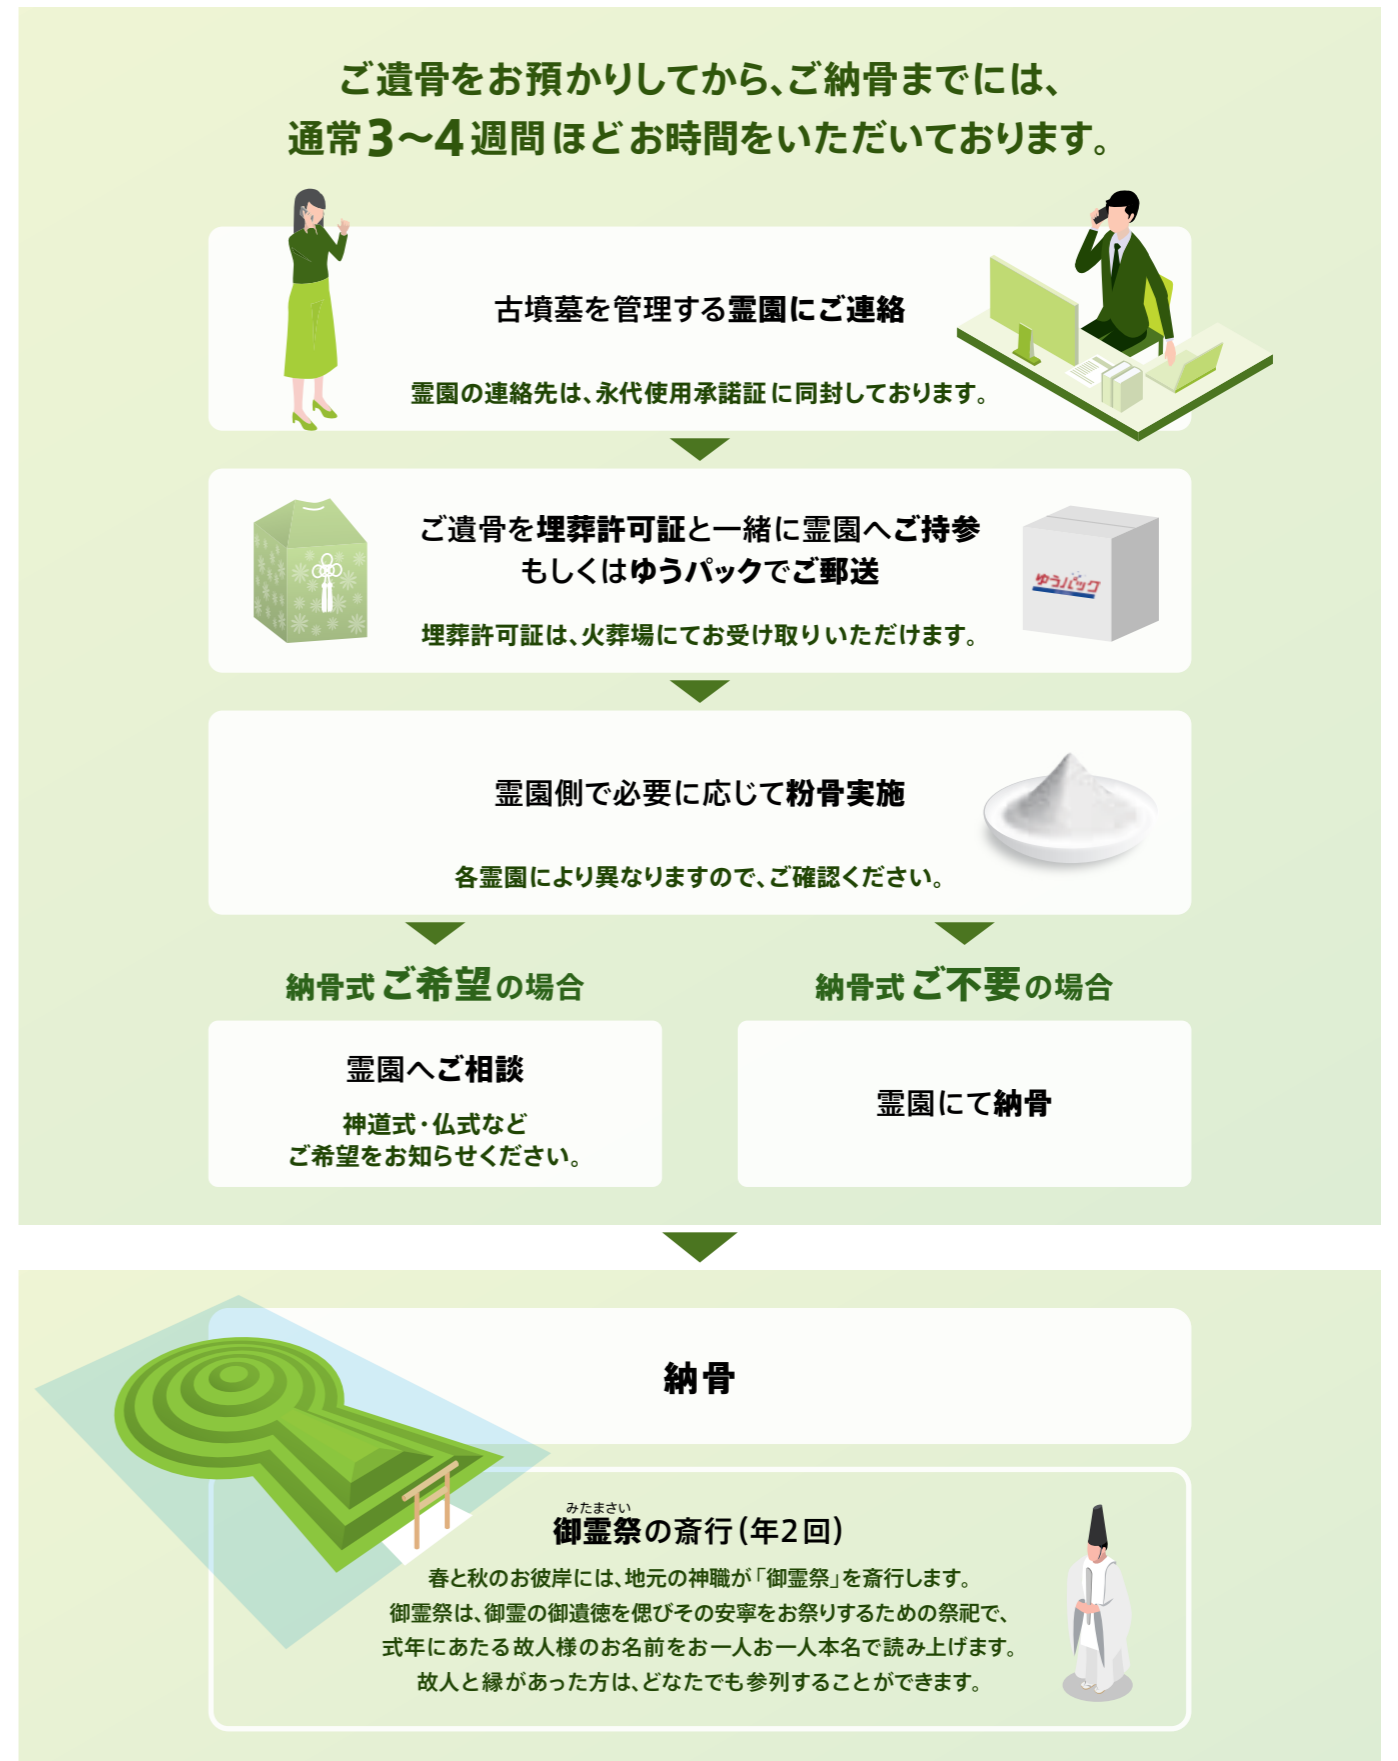 ご遺骨をお預かりしてから、ご納骨までには、
通常3〜4週間ほどお時間をいただいております。
古墳墓を管理する霊園にご連絡
霊園の連絡先は、永代使用承諾証に同封しております。
ご遺骨を埋葬許可証と一緒に霊園へご持参
もしくはゆうパックでご郵送
埋葬許可証は、火葬場にてお受け取りいただけます。
ゆうパック
霊園側で必要に応じて粉骨実施
各霊園により異なりますので、ご確認ください。
納骨式ご希望の場合
霊園へご相談
神道式・仏式など
ご希望をお知らせください。
納骨式ご不要の場合
霊園にて納骨
納骨
みたまさい
御霊祭の斎行(年2回)
春と秋のお彼岸には、地元の神職が「御霊祭」を斎行します。
御霊祭は、御霊の御遺徳を偲びその安寧をお祭りするための祭祀で、
式年にあたる故人様のお名前をお一人お一人本名で読み上げます。
故人と縁があった方は、どなたでも参列することができます。